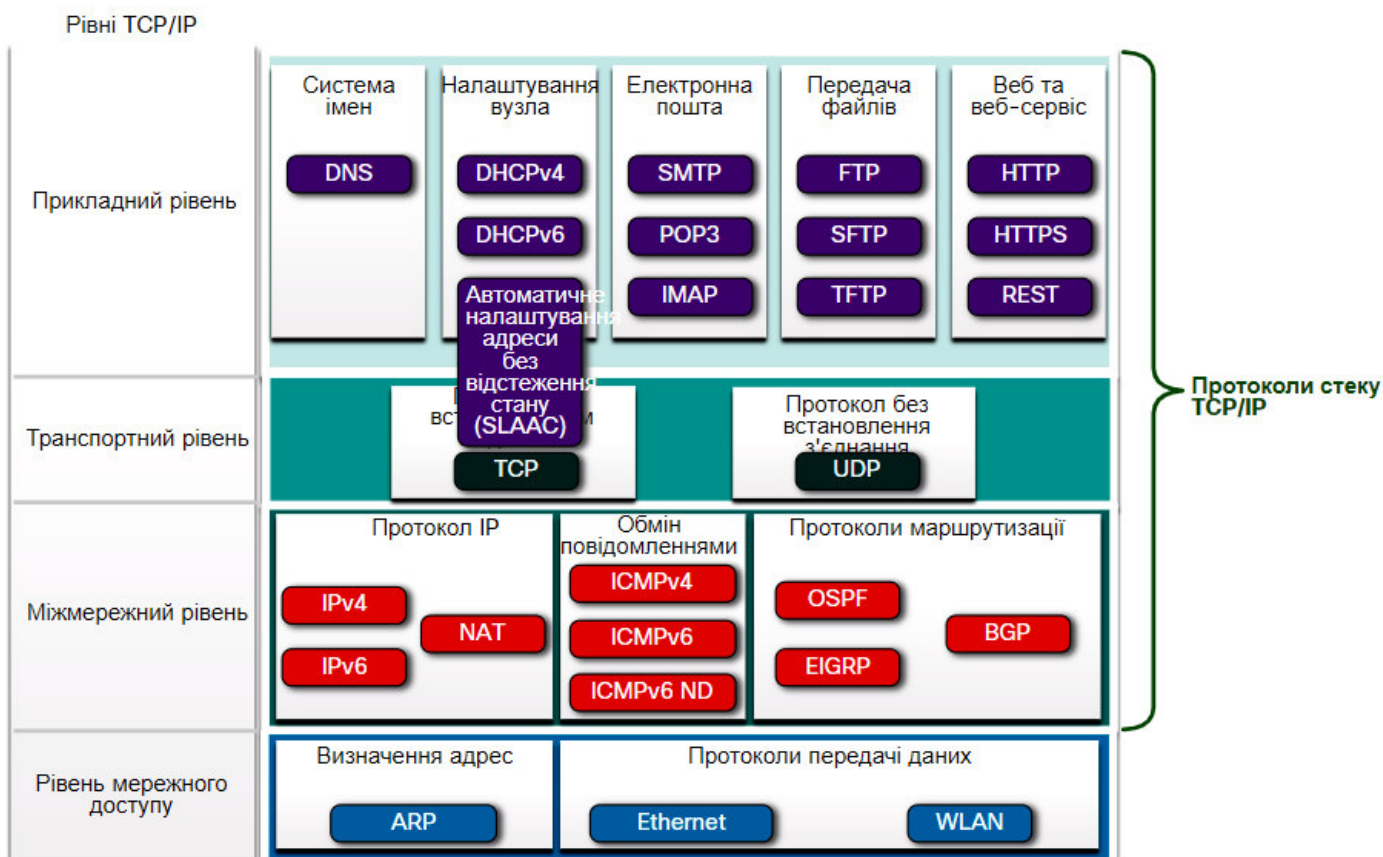 Рівні TCP/IP
Прикладний рівень
Система
імен
DNS
Налаштування
вузла
DHCPv4
DHCPv6
Автоматичне
налаштування
адреси
без
відстеження
стану
(SLAAC)
Електронна
пошта
SMTP
POP3
IMAP
Передача
файлів
FTP
SFTP
TFTP
Веб та
веб-сервіс
HTTP
HTTPS
REST
Протоколи стеку
TCP/IP
Транспортний рівень
TCP
Протокол без
встановлення
з'єднання
UDP
Міжмережний рівень
Протокол IP
IPv4
NAT
IPv6
Обмін
повідомленнями
ICMPv4
ICMPv6
ICMPv6 ND
Протоколи маршрутизації
OSPF
BGP
EIGRP
Рівень мережного
доступу
Визначення адрес
ARP
Протоколи передачі даних
Ethernet
WLAN